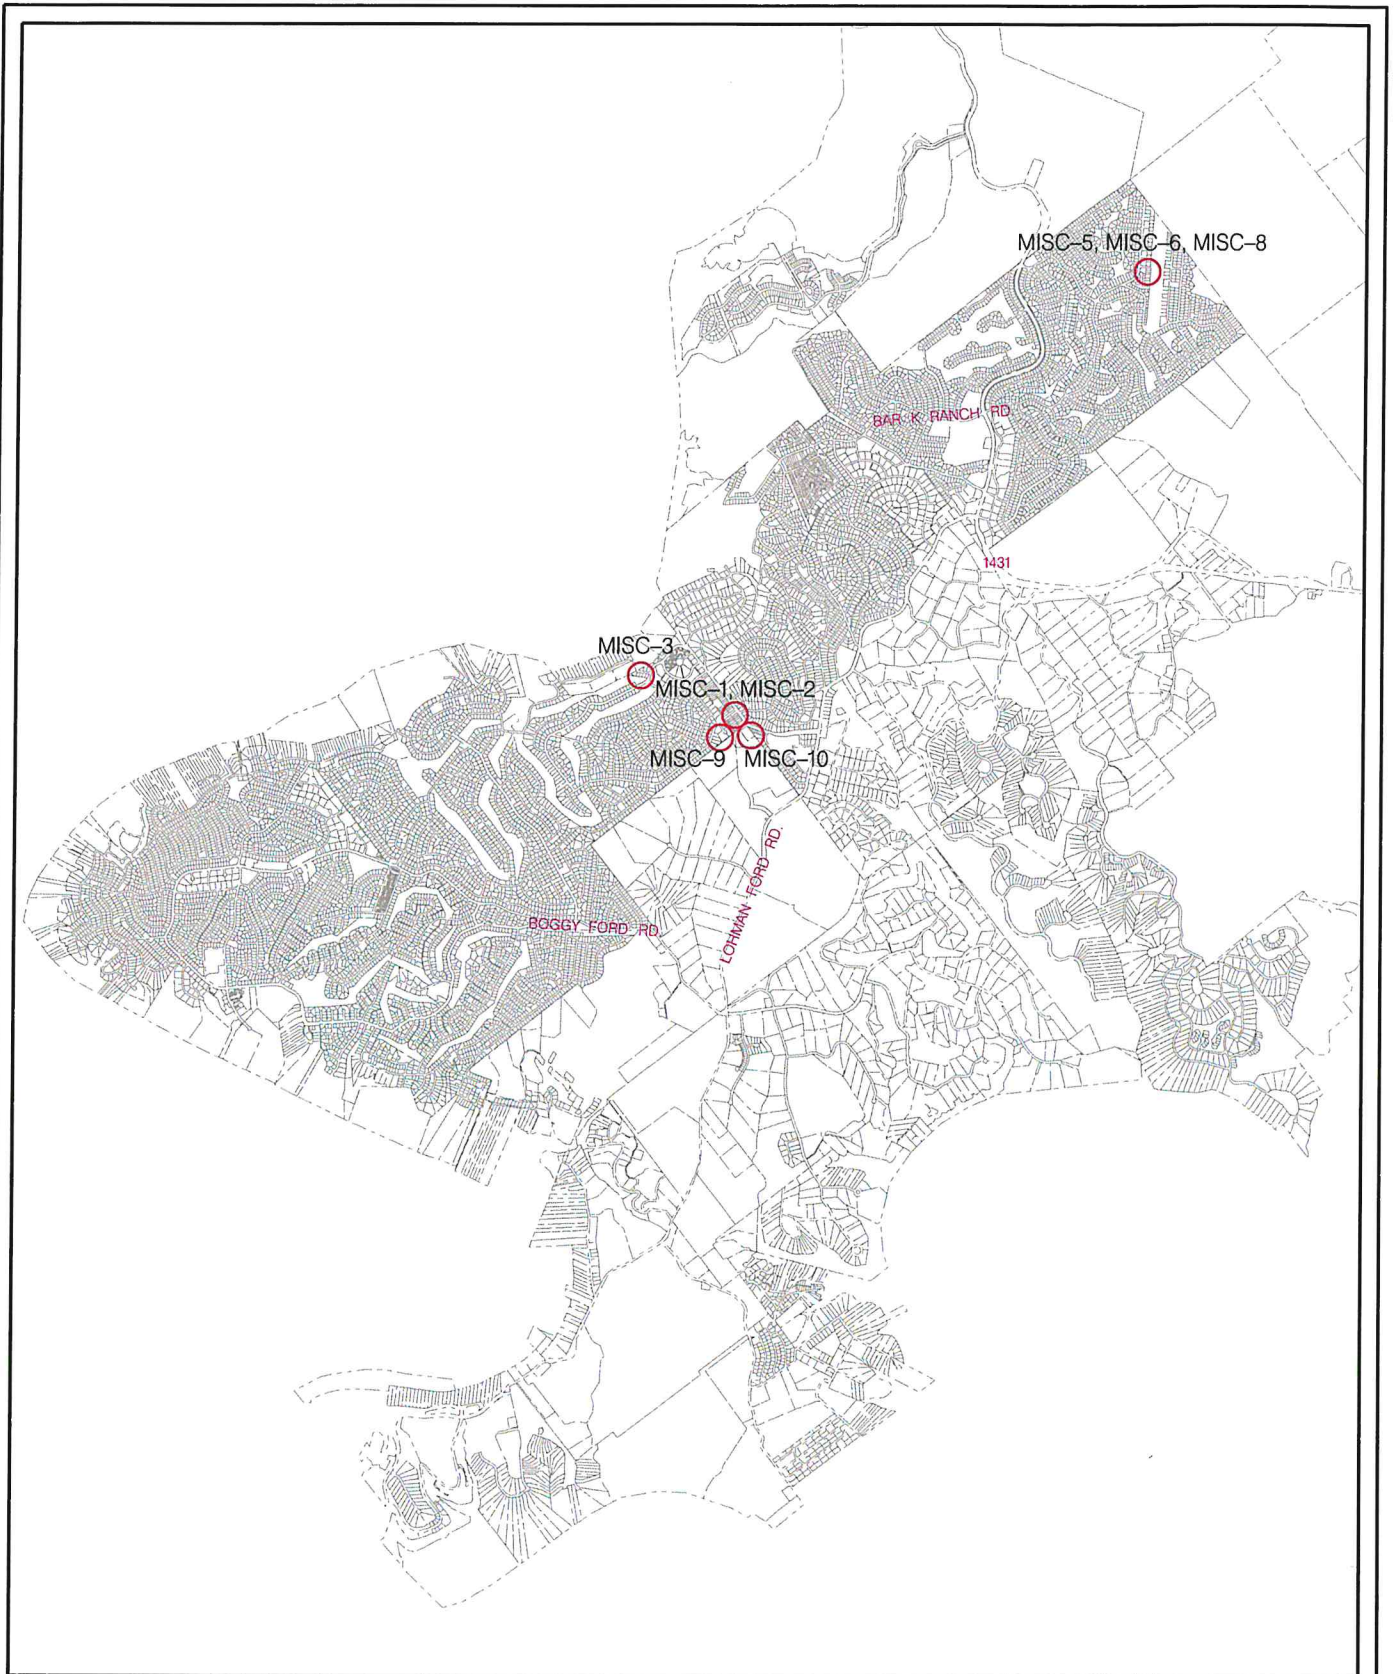 MISC–5, MISC–6, MISC–8
BAR K RANCH RD.
1431
MISC–3
MISC–1, MISC–2
MISC–9
MISC–10
LOHMAN FORD RD.
BOGGY FORD RD.